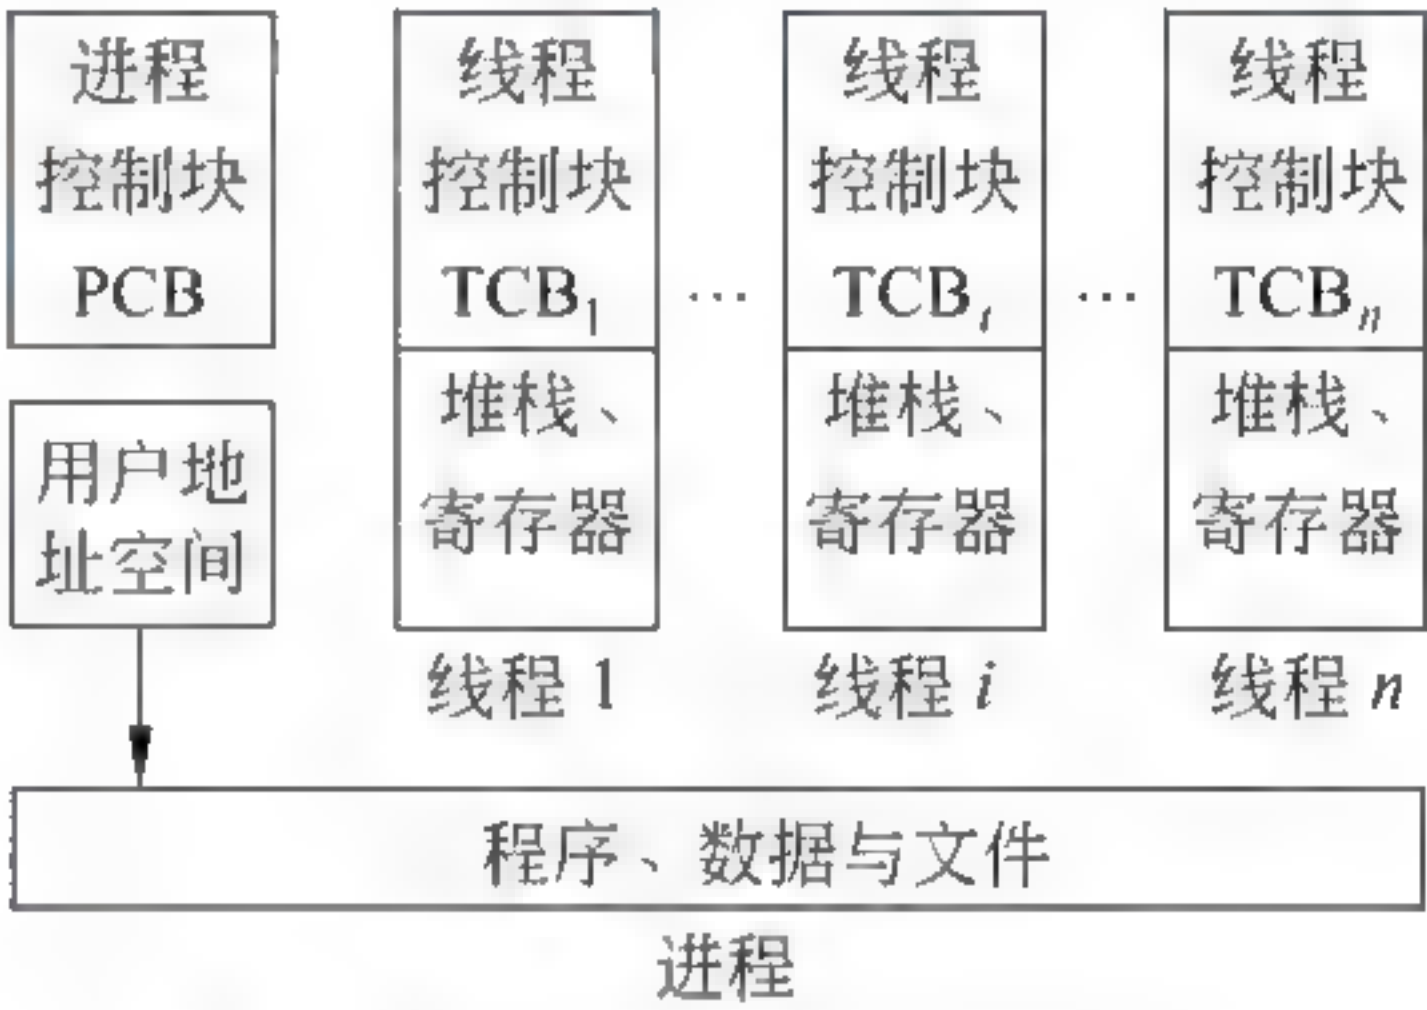 进程
控制块
PCB
用户地
址空间
线程
控制块
TCB₁
堆栈、
寄存器
线程 1
…
线程
控制块
TCBᵢ
堆栈、
寄存器
线程 i
…
线程
控制块
TCBₙ
堆栈、
寄存器
线程 n
程序、数据与文件
进程